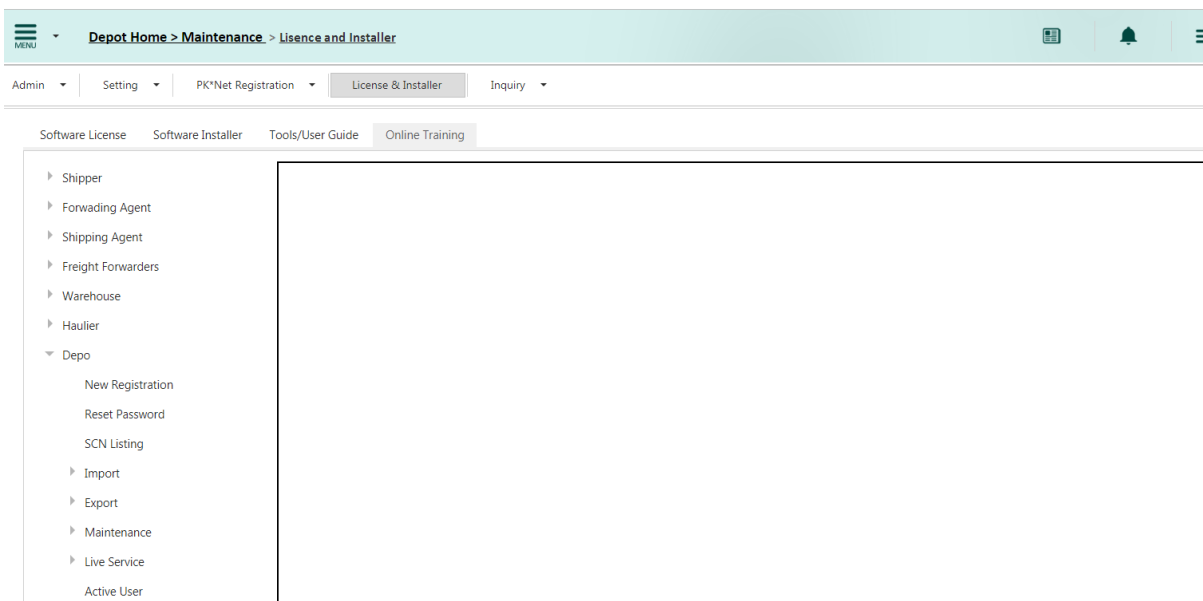 MENU
Depot Home > Maintenance > Lisence and Installer
Admin Setting PK*Net Registration License & Installer Inquiry
Software License Software Installer Tools/User Guide Online Training
Shipper
Forwading Agent
Shipping Agent
Freight Forwarders
Warehouse
Haulier
Depo
New Registration
Reset Password
SCN Listing
Import
Export
Maintenance
Live Service
Active User